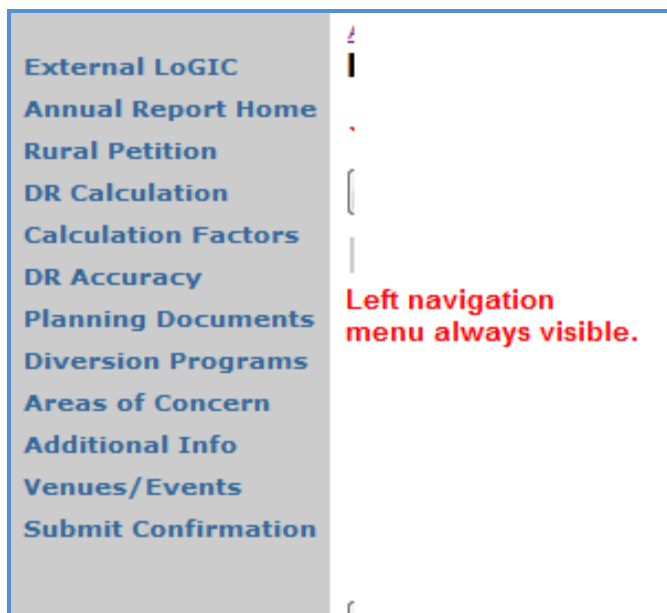 External LoGIC
Annual Report Home
Rural Petition
DR Calculation
Calculation Factors
DR Accuracy
Planning Documents
Diversion Programs
Areas of Concern
Additional Info
Venues/Events
Submit Confirmation
Left navigation
menu always visible.